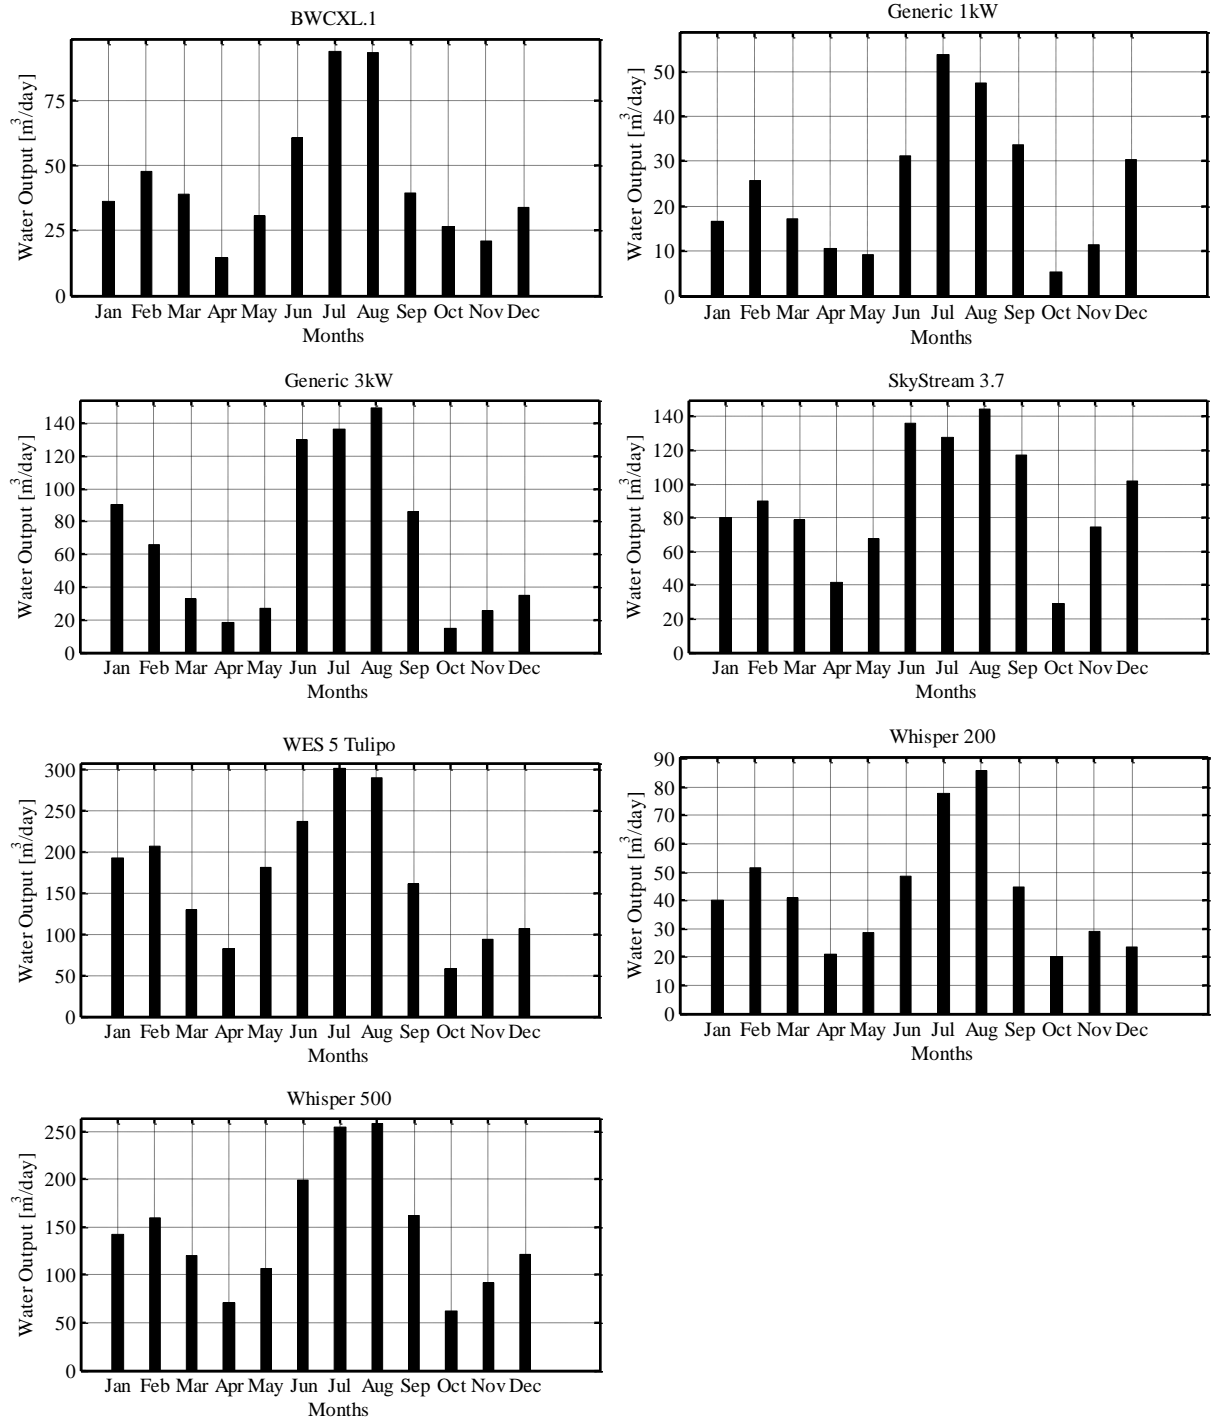 BWCXL.1
Water Output [m³/day]
75
50
25
0
Jan Feb Mar Apr May Jun Jul Aug Sep Oct Nov Dec
Months
Generic 1kW
Water Output [m³/day]
50
40
30
20
10
0
Jan Feb Mar Apr May Jun Jul Aug Sep Oct Nov Dec
Months
Generic 3kW
Water Output [m³/day]
140
120
100
80
60
40
20
0
Jan Feb Mar Apr May Jun Jul Aug Sep Oct Nov Dec
Months
SkyStream 3.7
Water Output [m³/day]
140
120
100
80
60
40
20
0
Jan Feb Mar Apr May Jun Jul Aug Sep Oct Nov Dec
Months
WES 5 Tulipo
Water Output [m³/day]
300
250
200
150
100
50
0
Jan Feb Mar Apr May Jun Jul Aug Sep Oct Nov Dec
Months
Whisper 200
Water Output [m³/day]
90
80
70
60
50
40
30
20
10
0
Jan Feb Mar Apr May Jun Jul Aug Sep Oct Nov Dec
Months
Whisper 500
Water Output [m³/day]
250
200
150
100
50
0
Jan Feb Mar Apr May Jun Jul Aug Sep Oct Nov Dec
Months